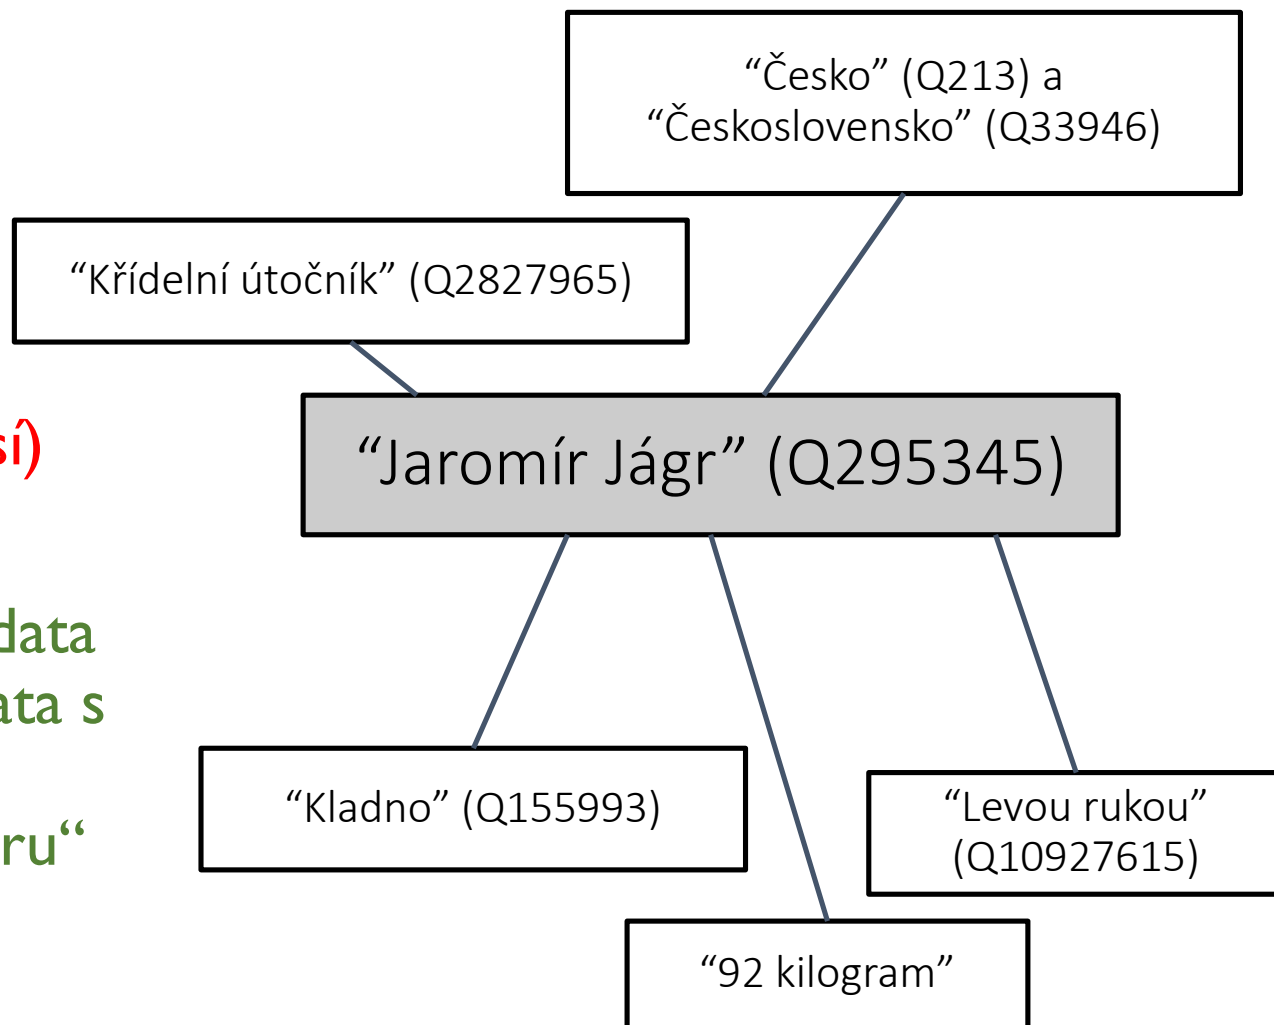 “Česko” (Q213) a
“Československo” (Q33946)
“Křídelní útočník” (Q2827965)
sí)
“Jaromír Jágr” (Q295345)
data
ata s
ru“
“Kladno” (Q155993)
“Levou rukou”
(Q10927615)
“92 kilogram”